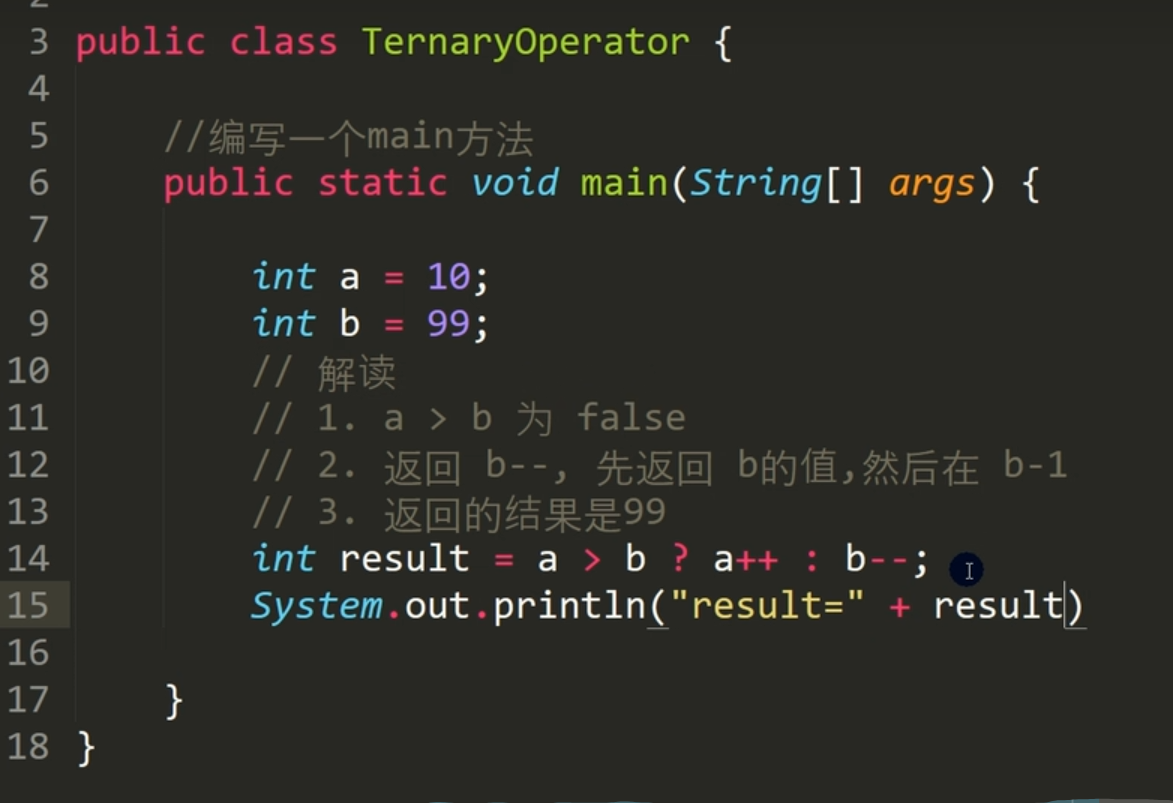 3 public class TernaryOperator {
4
5 //编写一个main方法
6 public static void main(String[] args) {
7
8 int a = 10;
9 int b = 99;
10 // 解读
11 // 1. a > b 为 false
12 // 2. 返回 b--, 先返回 b的值,然后在 b-1
13 // 3. 返回的结果是99
14 int result = a > b ? a++ : b--;
15 System.out.println("result=" + result)
16
17 }
18 }